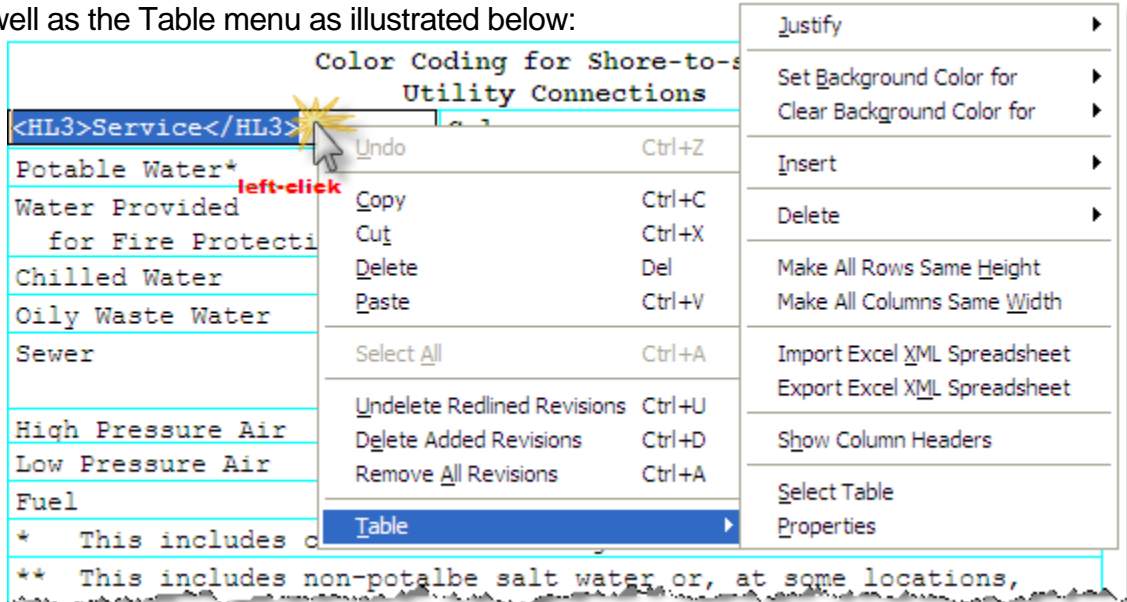 well as the Table menu as illustrated below:
Color Coding for Shore-to-s
Utility Connections
<HL3>Service</HL3>
Potable Water*
left-click
Water Provided
for Fire Protecti
Chilled Water
Oily Waste Water
Sewer
High Pressure Air
Low Pressure Air
Fuel
* This includes c
** This includes non-potalbe salt water or, at some locations,
Undo Ctrl+Z
Copy Ctrl+C
Cut Ctrl+X
Delete Del
Paste Ctrl+V
Select All Ctrl+A
Undelete Redlined Revisions Ctrl+U
Delete Added Revisions Ctrl+D
Remove All Revisions Ctrl+A
Table
Justify
Set Background Color for
Clear Background Color for
Insert
Delete
Make All Rows Same Height
Make All Columns Same Width
Import Excel XML Spreadsheet
Export Excel XML Spreadsheet
Show Column Headers
Select Table
Properties